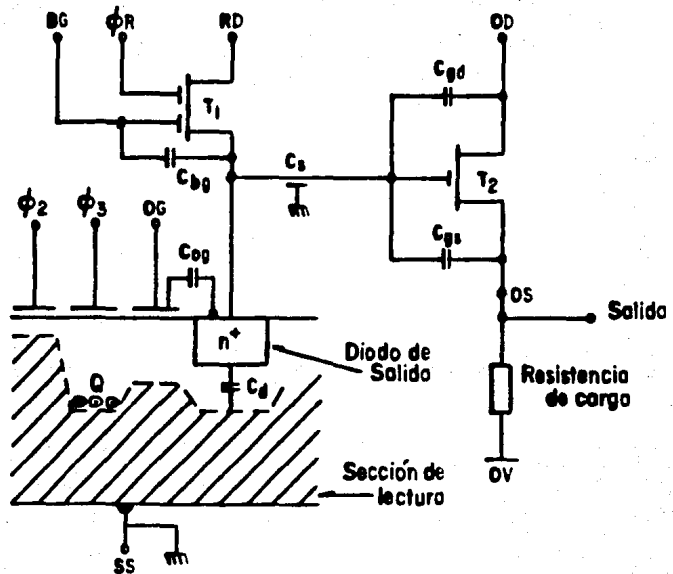 BG
ΦR
RD
OD
T1
Cbg
Cs
Cgd
T2
Cgs
Φ2
Φ3
OG
Cog
n+
Cd
Q
Diodo de
Salida
OS
Salida
Resistencia
de carga
OV
Sección de
lectura
SS